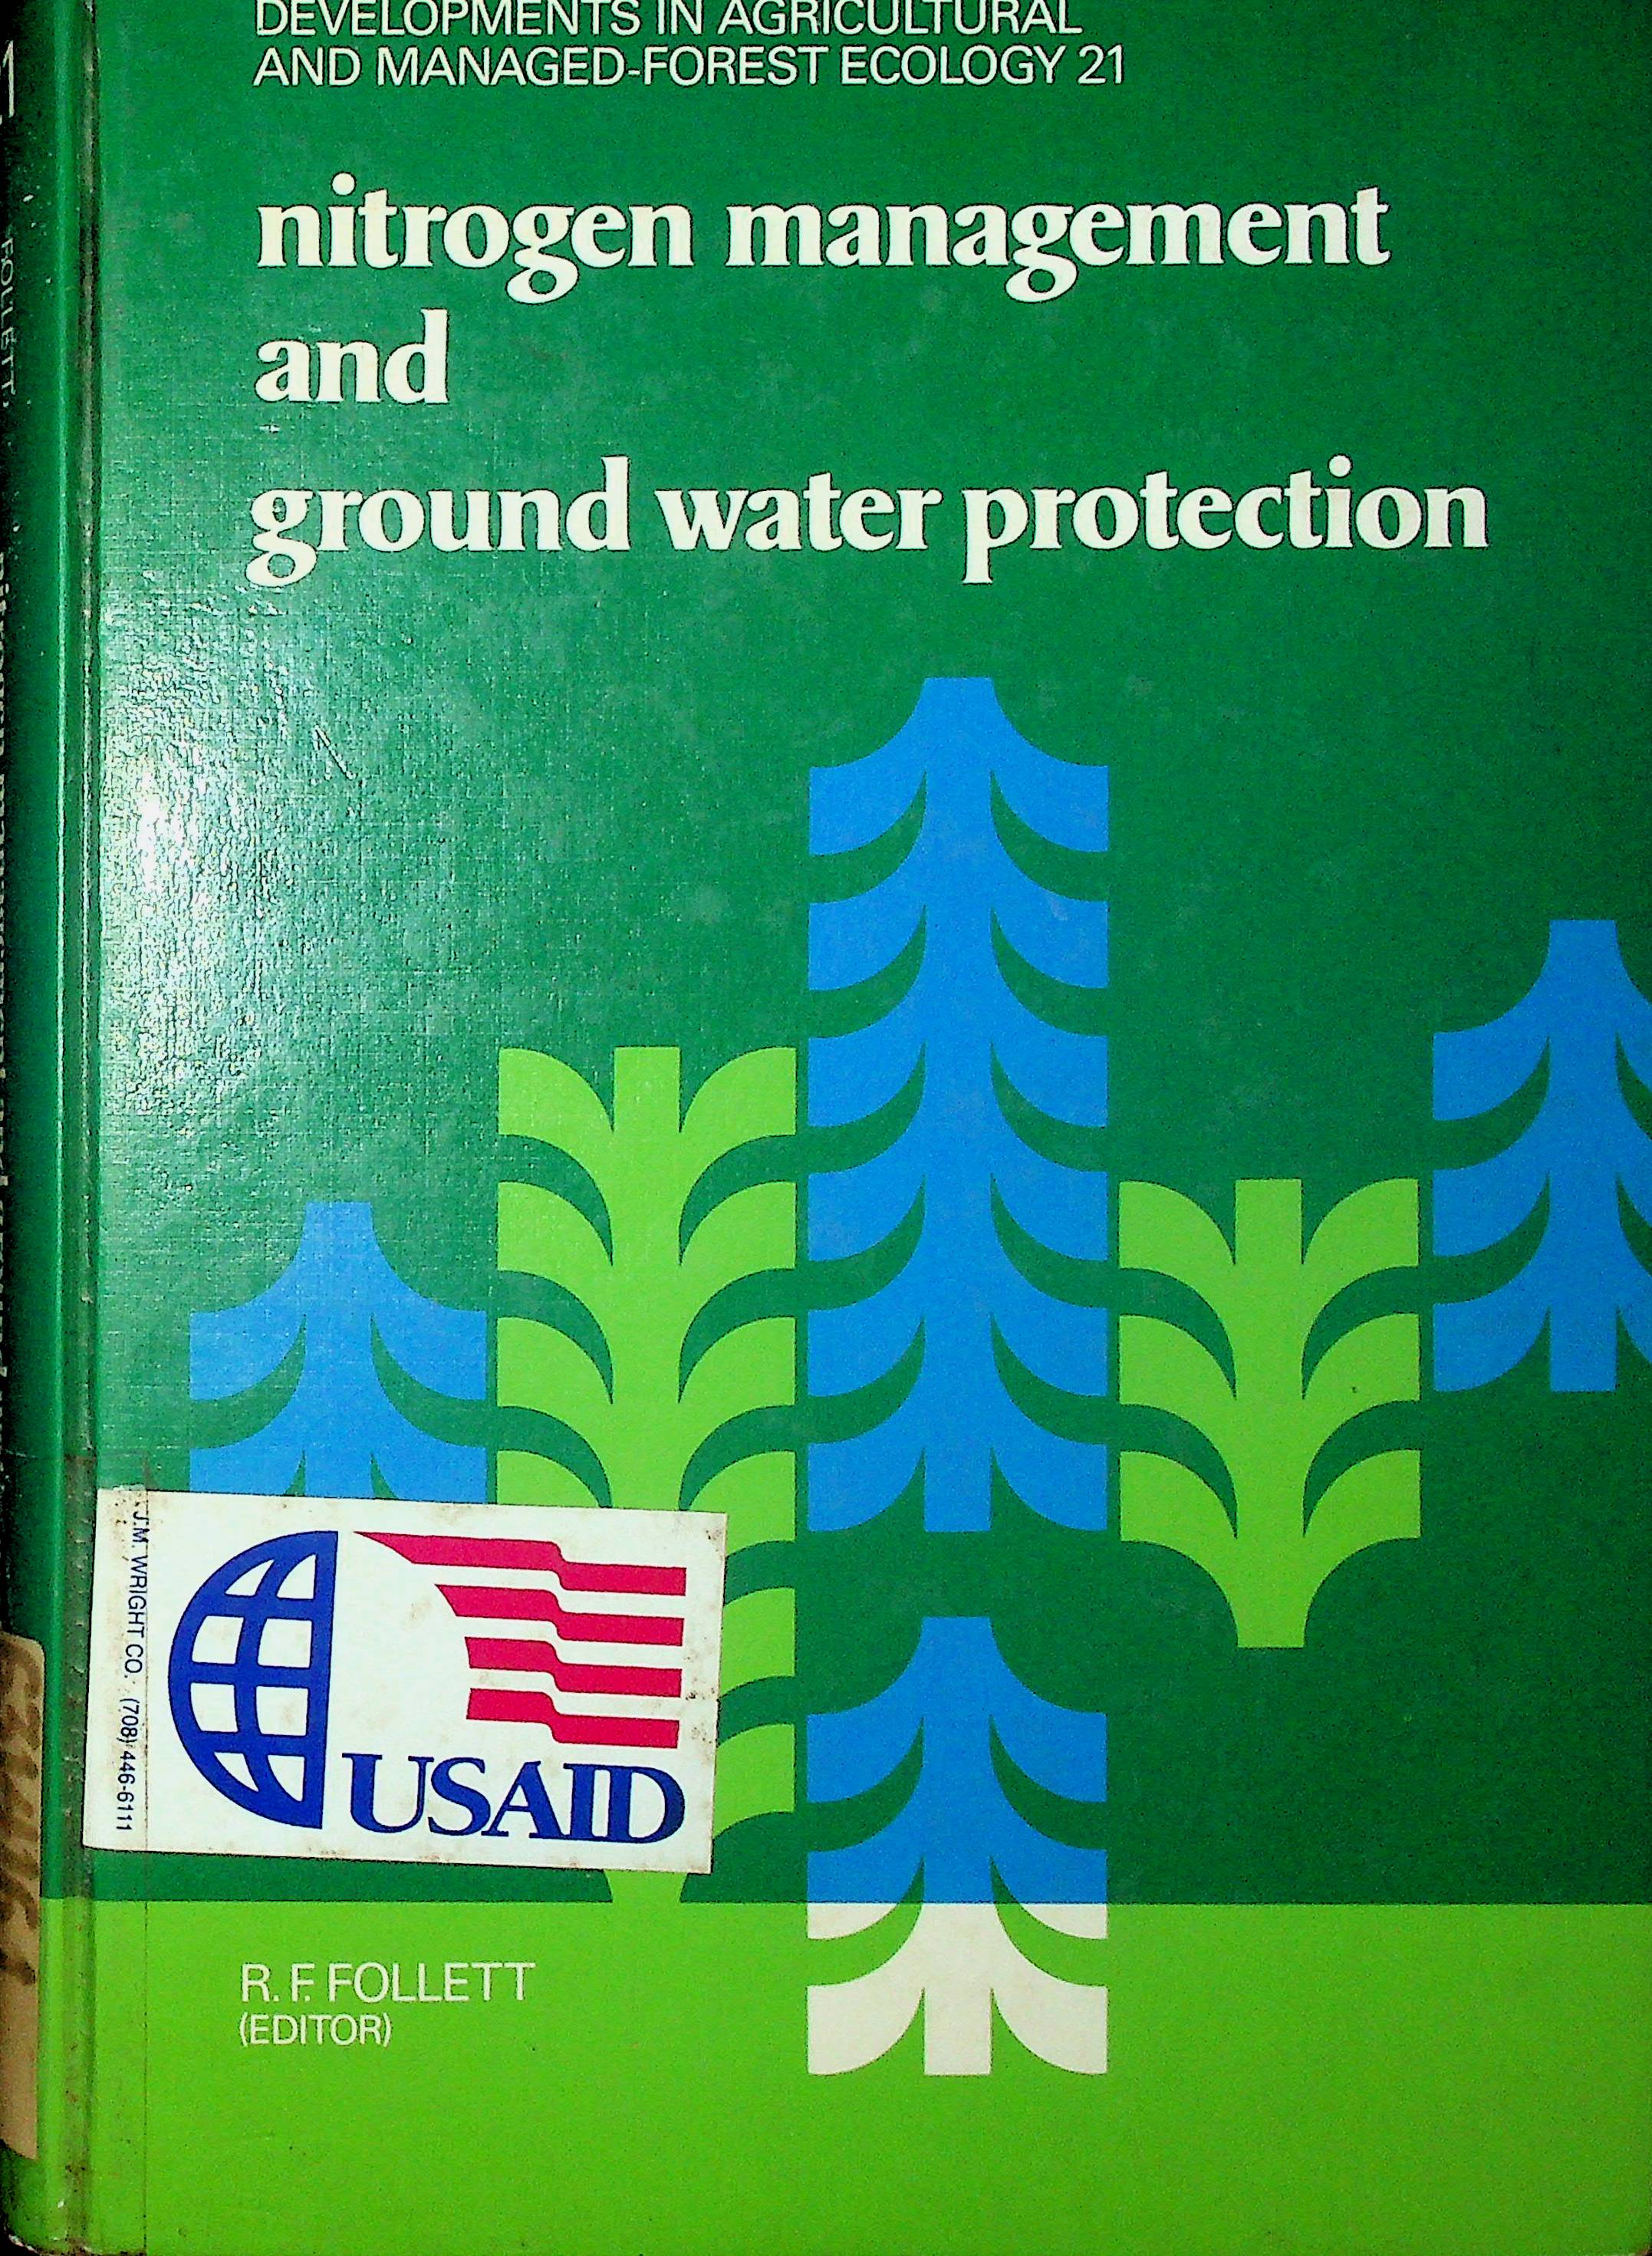 DEVELOPMENTS IN AGRICULTURAL
AND MANAGED-FOREST ECOLOGY 21
nitrogen management
and
ground water protection
J.M. WRIGHT CO. (708) 446-6111
USAID
R. F. FOLLETT
(EDITOR)
FOLLETT